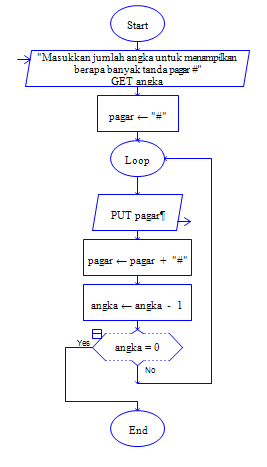 Start
"Masukkan jumlah angka untuk menampilkan
berapa banyak tanda pagar #"
GET angka
pagar ← "#"
Loop
PUT pagar¶
pagar ← pagar + "#"
angka ← angka - 1
angka = 0
Yes
No
End